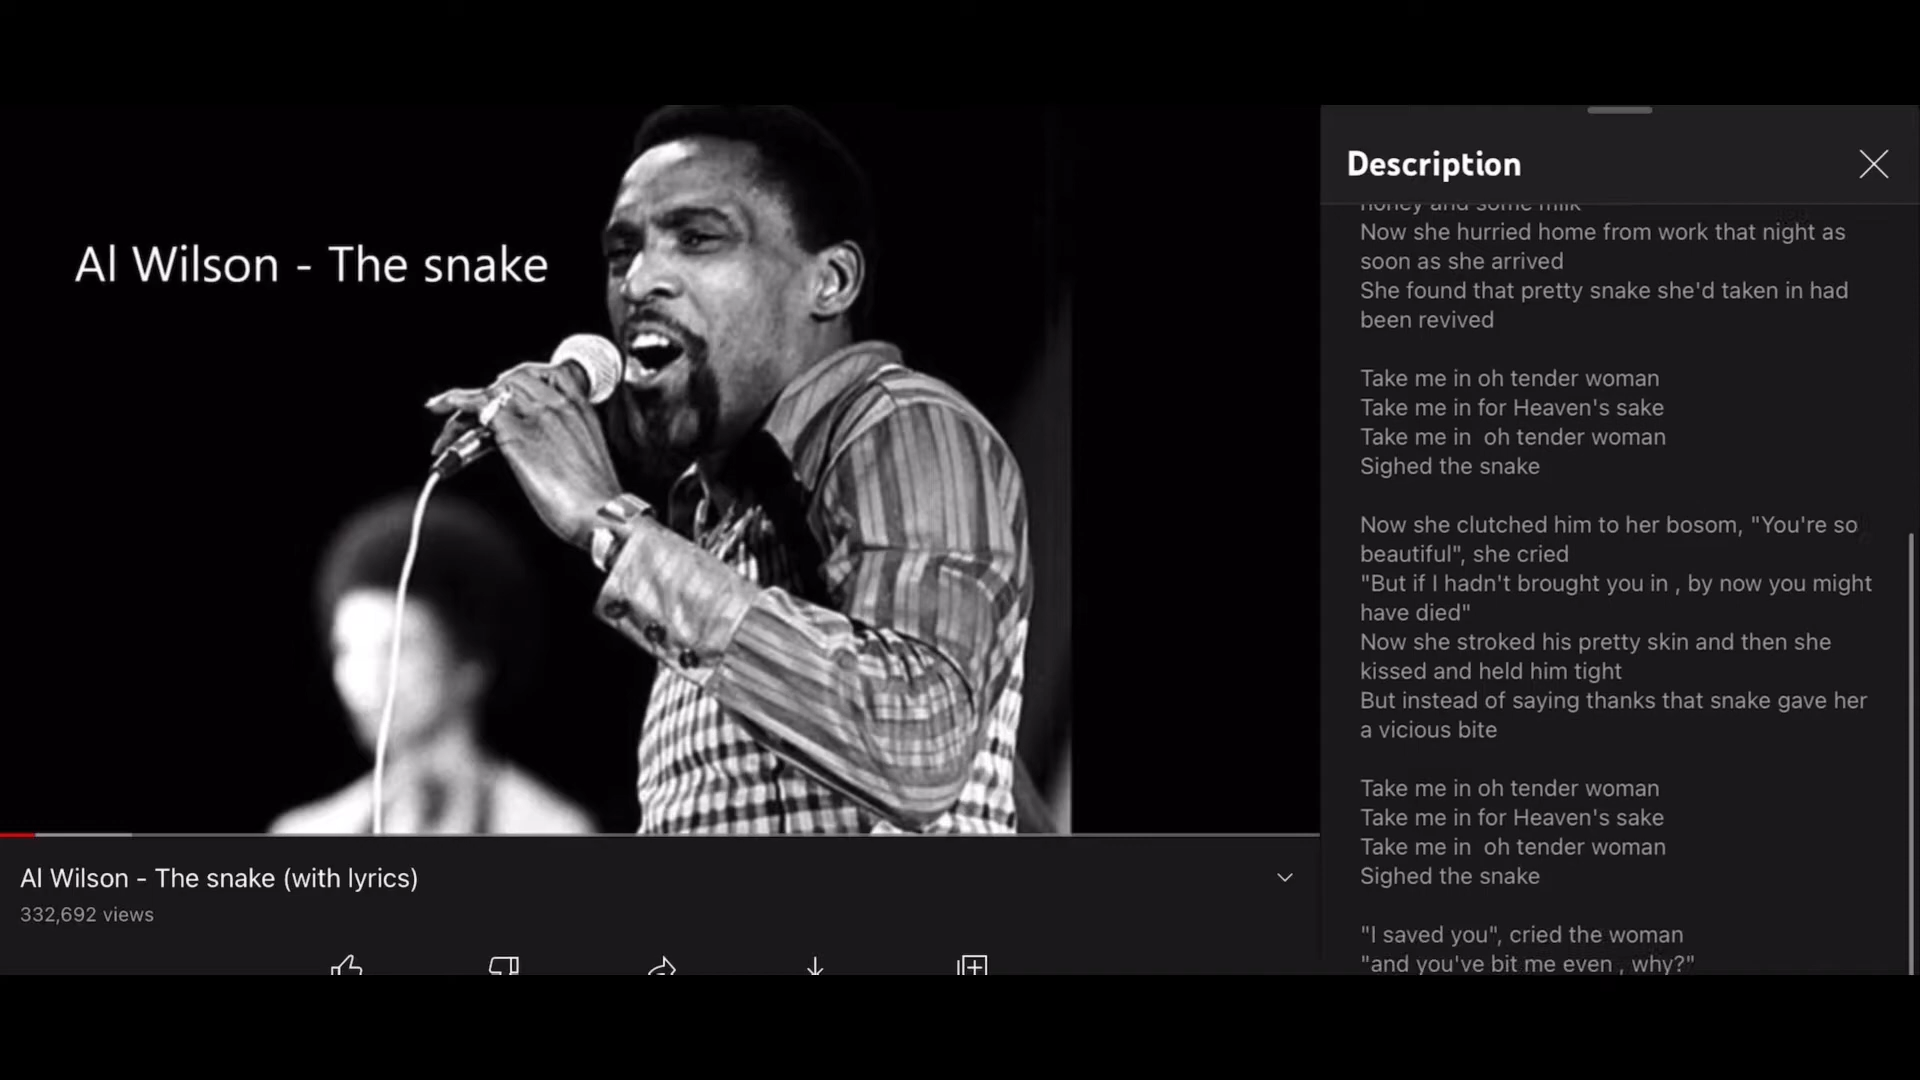 Al Wilson - The snake
Al Wilson - The snake (with lyrics)
332,692 views
Description
honey and some milk
Now she hurried home from work that night as
soon as she arrived
She found that pretty snake she'd taken in had
been revived
Take me in oh tender woman
Take me in for Heaven's sake
Take me in  oh tender woman
Sighed the snake
Now she clutched him to her bosom, "You're so
beautiful", she cried
"But if I hadn't brought you in , by now you might
have died"
Now she stroked his pretty skin and then she
kissed and held him tight
But instead of saying thanks that snake gave her
a vicious bite
Take me in oh tender woman
Take me in for Heaven's sake
Take me in  oh tender woman
Sighed the snake
"I saved you", cried the woman
"and you've bit me even , why?"